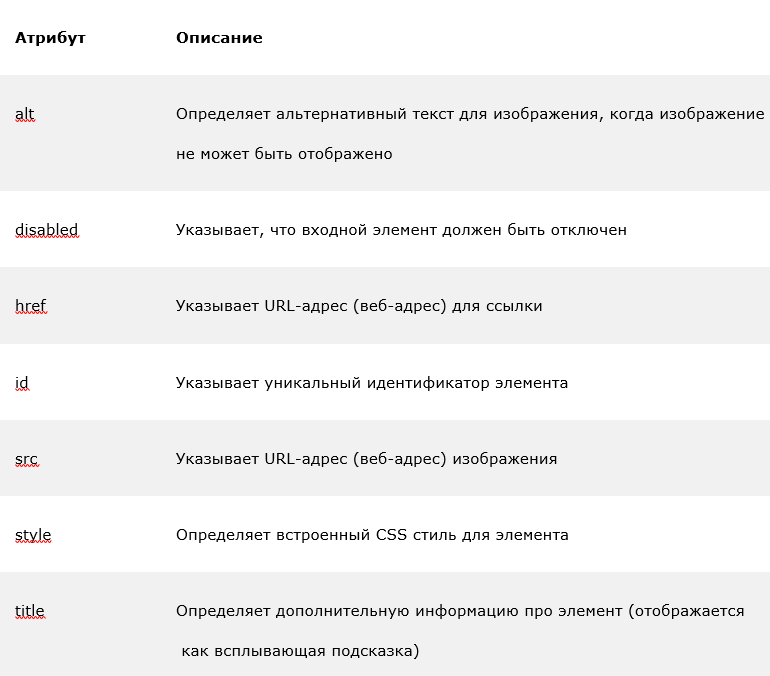 Атрибут Описание
alt Определяет альтернативный текст для изображения, когда изображение
не может быть отображено
disabled Указывает, что входной элемент должен быть отключен
href Указывает URL-адрес (веб-адрес) для ссылки
id Указывает уникальный идентификатор элемента
src Указывает URL-адрес (веб-адрес) изображения
style Определяет встроенный CSS стиль для элемента
title Определяет дополнительную информацию про элемент (отображается
как всплывающая подсказка)